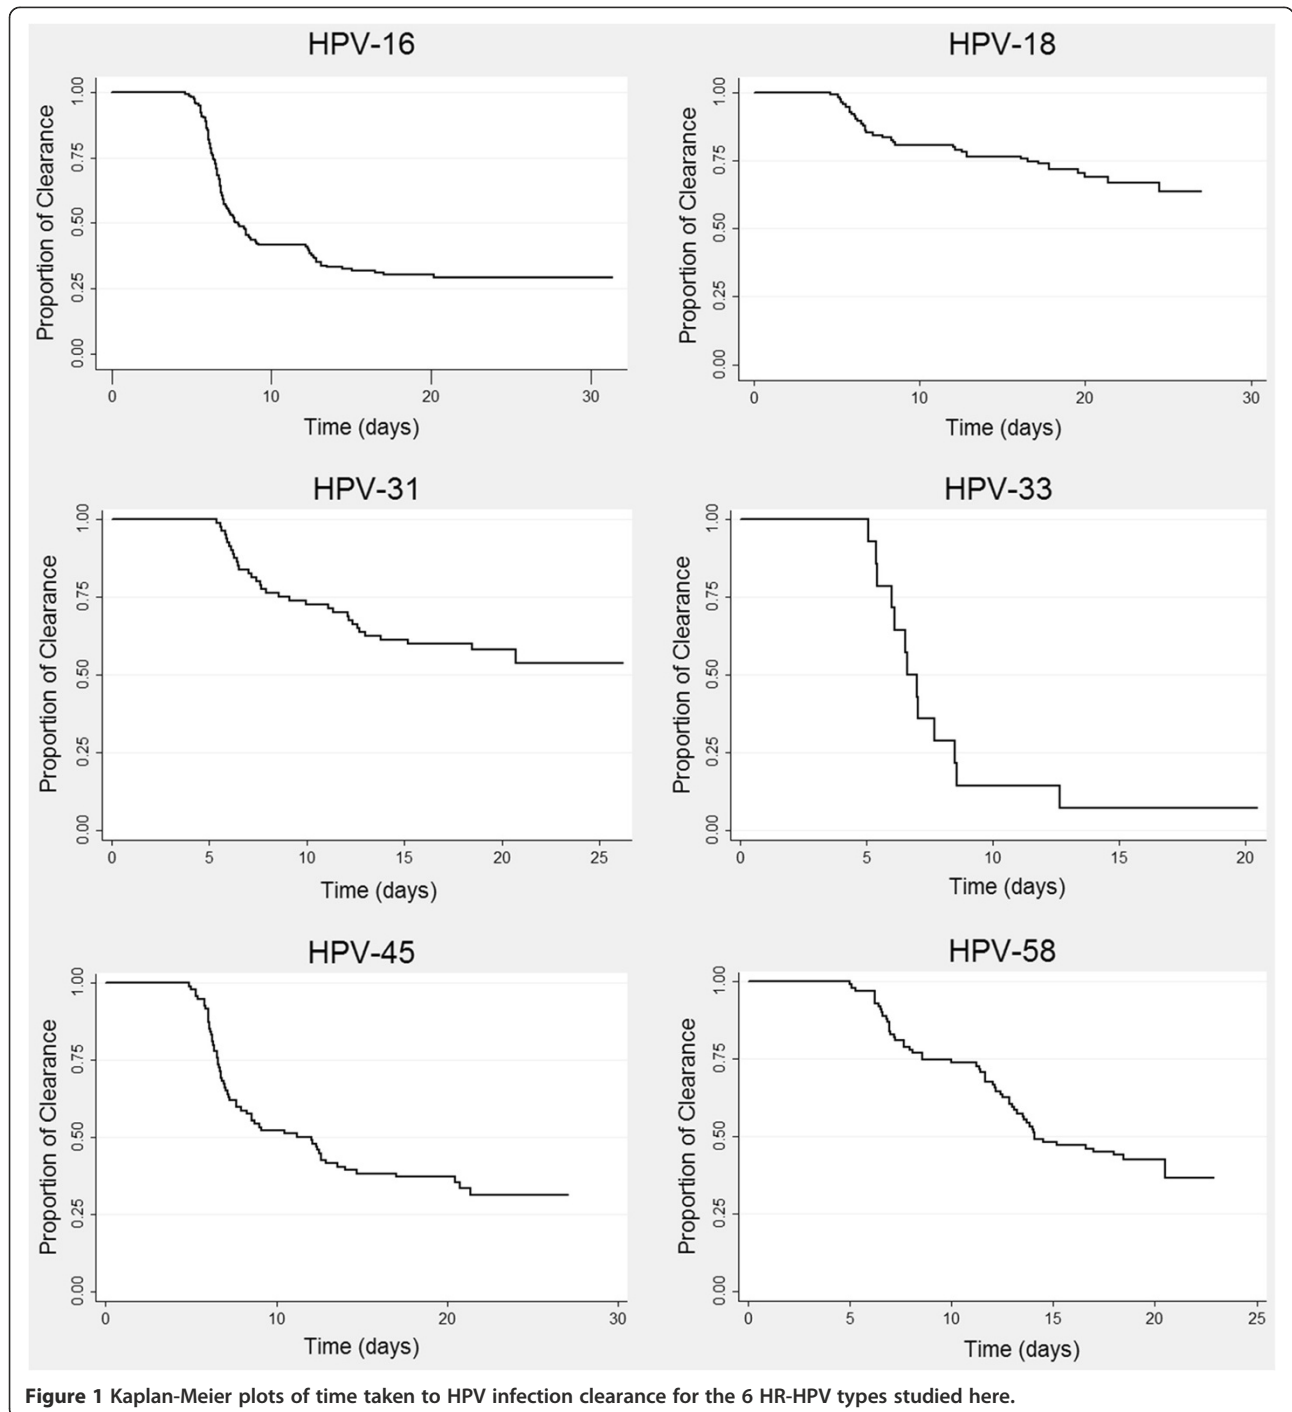 HPV-16
Proportion of Clearance
1.00
0.75
0.50
0.25
0.00
0 10 20 30
Time (days)
HPV-18
Proportion of Clearance
1.00
0.75
0.50
0.25
0.00
0 10 20 30
Time (days)
HPV-31
Proportion of Clearance
1.00
0.75
0.50
0.25
0.00
0 5 10 15 20 25
Time (days)
HPV-33
Proportion of Clearance
1.00
0.75
0.50
0.25
0.00
0 5 10 15 20
Time (days)
HPV-45
Proportion of Clearance
1.00
0.75
0.50
0.25
0.00
0 10 20 30
Time (days)
HPV-58
Proportion of Clearance
1.00
0.75
0.50
0.25
0.00
0 5 10 15 20 25
Time (days)
Figure 1 Kaplan-Meier plots of time taken to HPV infection clearance for the 6 HR-HPV types studied here.